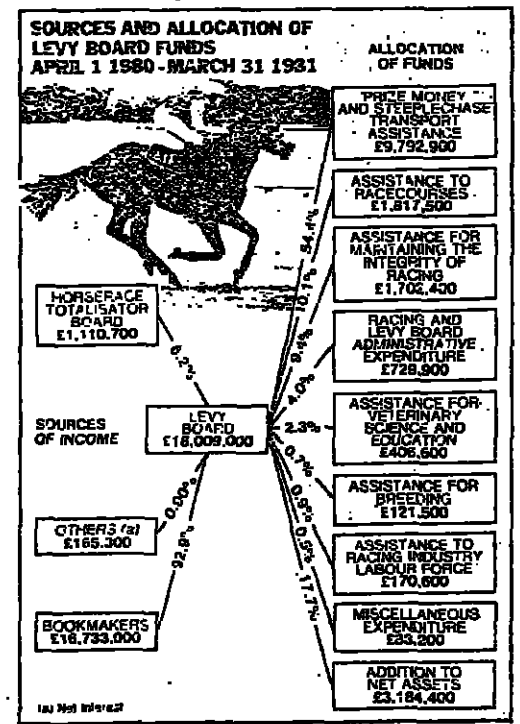 SOURCES AND ALLOCATION OF
LEVY BOARD FUNDS
APRIL 1 1980 - MARCH 31 1981
ALLOCATION
OF FUNDS
PRIZE MONEY
AND STEEPLECHASE
TRANSPORT
ASSISTANCE
£9,792,900
ASSISTANCE TO
RACECOURSES
£1,817,500
ASSISTANCE FOR
MAINTAINING THE
INTEGRITY OF
RACING
£1,702,400
RACING AND
LEVY BOARD
ADMINISTRATIVE
EXPENDITURE
£728,900
ASSISTANCE FOR
VETERINARY
SCIENCE AND
EDUCATION
£406,600
ASSISTANCE FOR
BREEDING
£121,500
ASSISTANCE TO
RACING INDUSTRY
LABOUR FORCE
£170,600
MISCELLANEOUS
EXPENDITURE
£83,200
ADDITION TO
NET ASSETS
£3,184,400
54.4%
10.1%
9.4%
4.0%
2.3%
0.7%
0.9%
0.5%
17.7%
HORSERACE
TOTALISATOR
BOARD
£1,110,700
6.2%
SOURCES
OF INCOME
LEVY
BOARD
£18,009,000
OTHERS (a)
£165,300
0.90%
BOOKMAKERS
£16,733,000
92.9%
(a) Net Interest